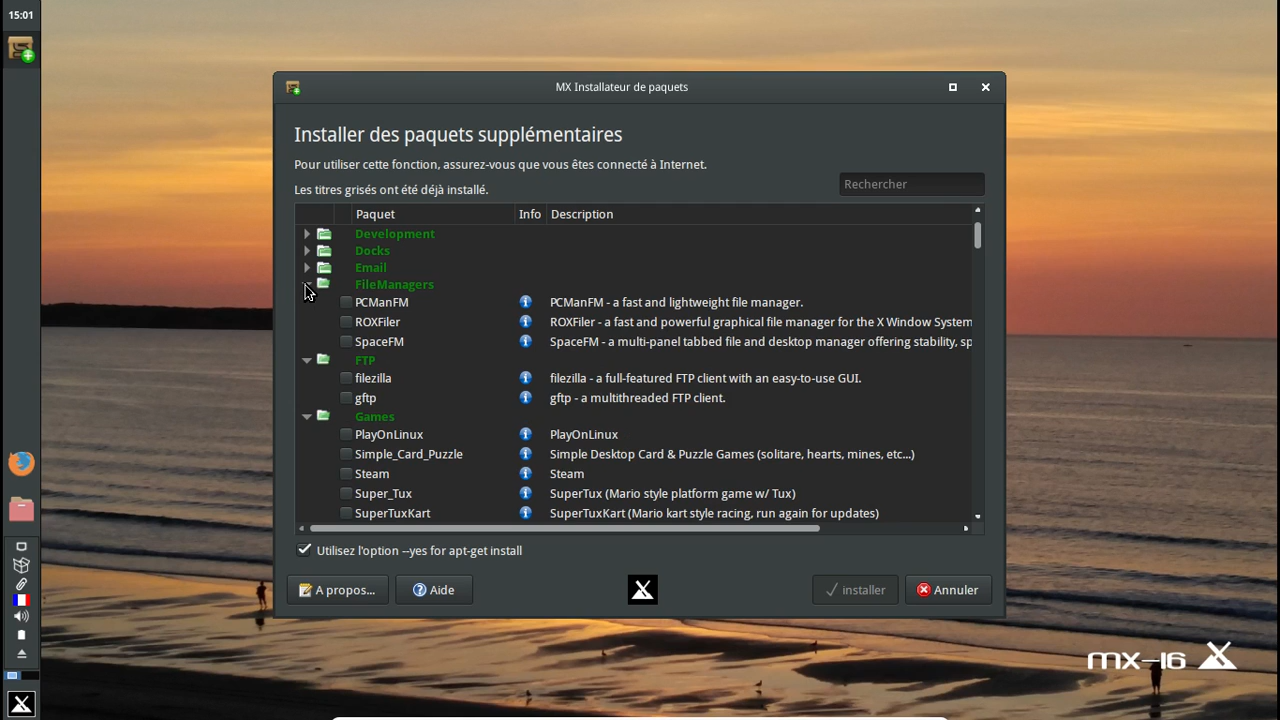 15:01
MX Installateur de paquets
Installer des paquets supplémentaires
Pour utiliser cette fonction, assurez-vous que vous êtes connecté à Internet.
Rechercher
Les titres grisés ont été déjà installé.
Paquet Info Description
Development
Docks
Email
FileManagers
PCManFM PCManFM - a fast and lightweight file manager.
ROXFiler ROXFiler - a fast and powerful graphical file manager for the X Window System
SpaceFM SpaceFM - a multi-panel tabbed file and desktop manager offering stability, sp
FTP
filezilla filezilla - a full-featured FTP client with an easy-to-use GUI.
gftp gftp - a multithreaded FTP client.
Games
PlayOnLinux PlayOnLinux
Simple_Card_Puzzle Simple Desktop Card & Puzzle Games (solitaire, hearts, mines, etc...)
Steam Steam
Super_Tux SuperTux (Mario style platform game w/ Tux)
SuperTuxKart SuperTuxKart (Mario kart style racing, run again for updates)
Utilisez l'option --yes for apt-get install
A propos... Aide installer Annuler
mx-16